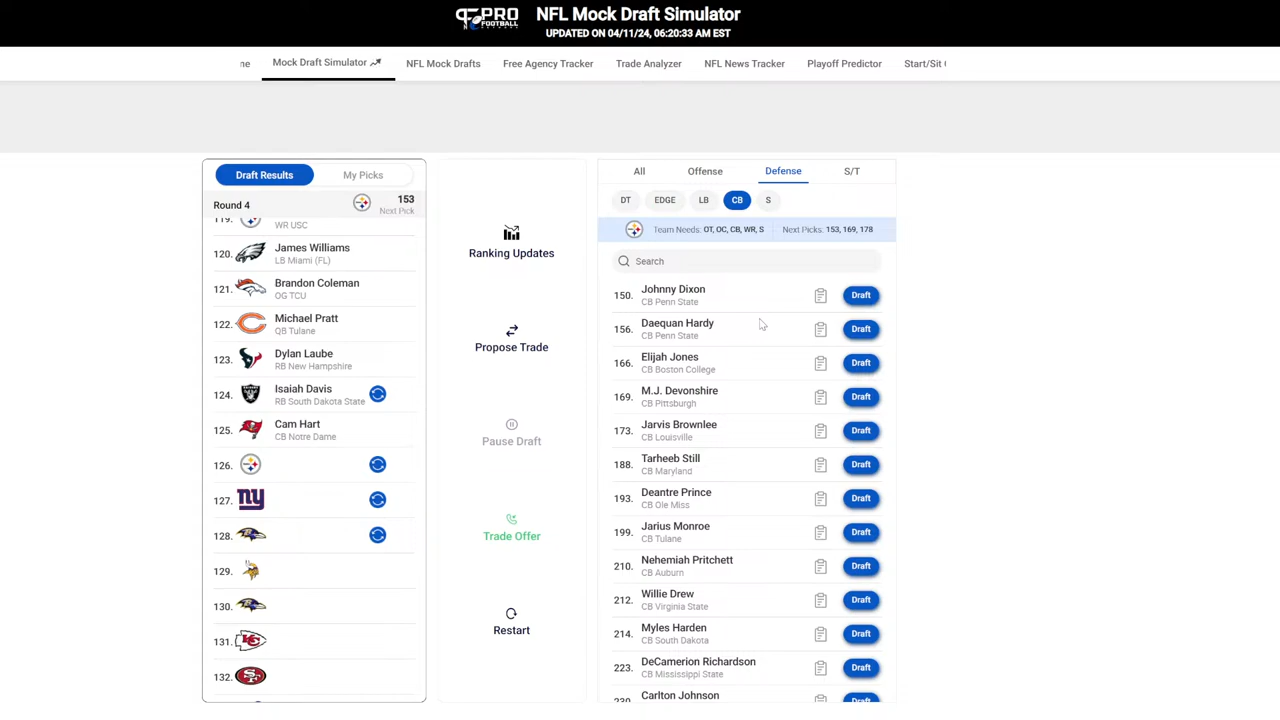 PRO
FOOTBALL
NETWORK
NFL Mock Draft Simulator
UPDATED ON 04/11/24, 06:20:33 AM EST
ne
Mock Draft Simulator
NFL Mock Drafts
Free Agency Tracker
Trade Analyzer
NFL News Tracker
Playoff Predictor
Start/Sit
Draft Results
My Picks
Round 4
153
Next Pick
119.
WR USC
120.
James Williams
LB Miami (FL)
121.
Brandon Coleman
OG TCU
122.
Michael Pratt
QB Tulane
123.
Dylan Laube
RB New Hampshire
124.
Isaiah Davis
RB South Dakota State
125.
Cam Hart
CB Notre Dame
126.
127.
ny
128.
129.
130.
131.
KC
132.
SF
Ranking Updates
Propose Trade
Pause Draft
Trade Offer
Restart
All
Offense
Defense
S/T
DT
EDGE
LB
CB
S
Team Needs: OT, OC, CB, WR, S
Next Picks: 153, 169, 178
Search
150.
Johnny Dixon
CB Penn State
Draft
156.
Daequan Hardy
CB Penn State
Draft
166.
Elijah Jones
CB Boston College
Draft
169.
M.J. Devonshire
CB Pittsburgh
Draft
173.
Jarvis Brownlee
CB Louisville
Draft
188.
Tarheeb Still
CB Maryland
Draft
193.
Deantre Prince
CB Ole Miss
Draft
199.
Jarius Monroe
CB Tulane
Draft
210.
Nehemiah Pritchett
CB Auburn
Draft
212.
Willie Drew
CB Virginia State
Draft
214.
Myles Harden
CB South Dakota
Draft
223.
DeCamerion Richardson
CB Mississippi State
Draft
Carlton Johnson
Draft